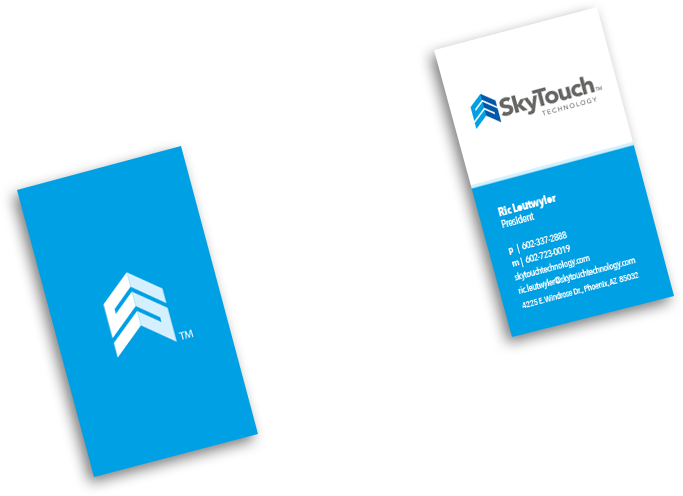 SkyTouch™
TECHNOLOGY
Ric Leutwyler
President
p | 602-337-2888
m | 602-723-0019
skytouchtechnology.com
ric.leutwyler@skytouchtechnology.com
4225 E. Windrose Dr., Phoenix, AZ 85032
TM